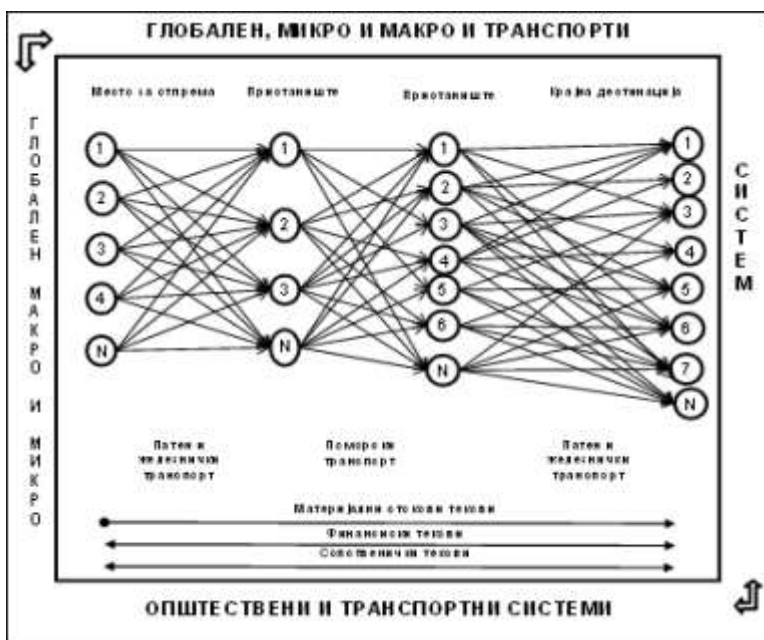 ГЛОБАЛЕН, МИКРО И МАКРО И ТРАНСПОРТИ
Место за отпрема Пристаниште Пристаниште Крајна дестинација
ГЛОБАЛЕН МАКРО И МИКРО
СИСТЕМ
1 1 1 1
2 2 2 2
3 3 3 3
4 N 4 4
N 5 5
6 6
N 7
N
Патен и железнички транспорт
Поморски транспорт
Патен и железнички транспорт
Материјални стокови текови
Финансиски текови
Сопственички текови
ОПШТЕСТВЕНИ И ТРАНСПОРТНИ СИСТЕМИ